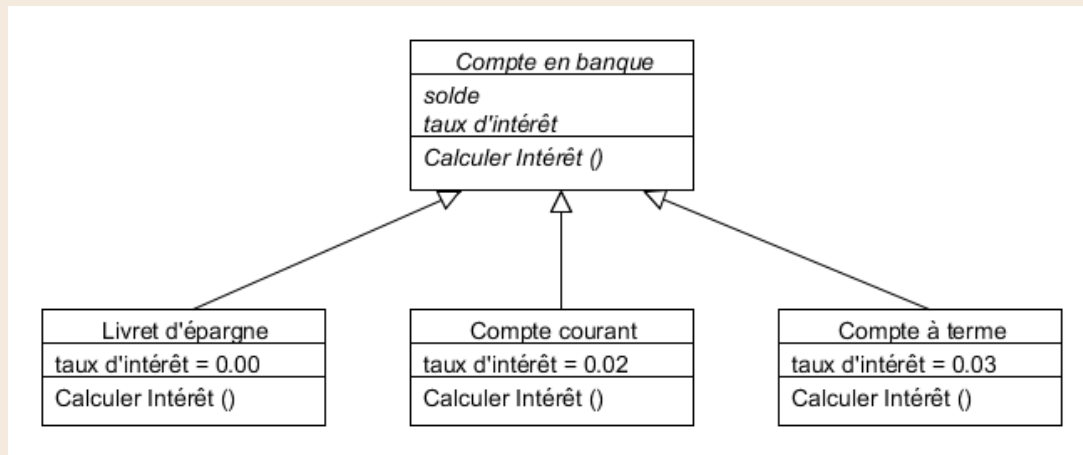 Compte en banque
solde
taux d'intérêt
Calculer Intérêt ()
Livret d'épargne
taux d'intérêt = 0.00
Calculer Intérêt ()
Compte courant
taux d'intérêt = 0.02
Calculer Intérêt ()
Compte à terme
taux d'intérêt = 0.03
Calculer Intérêt ()